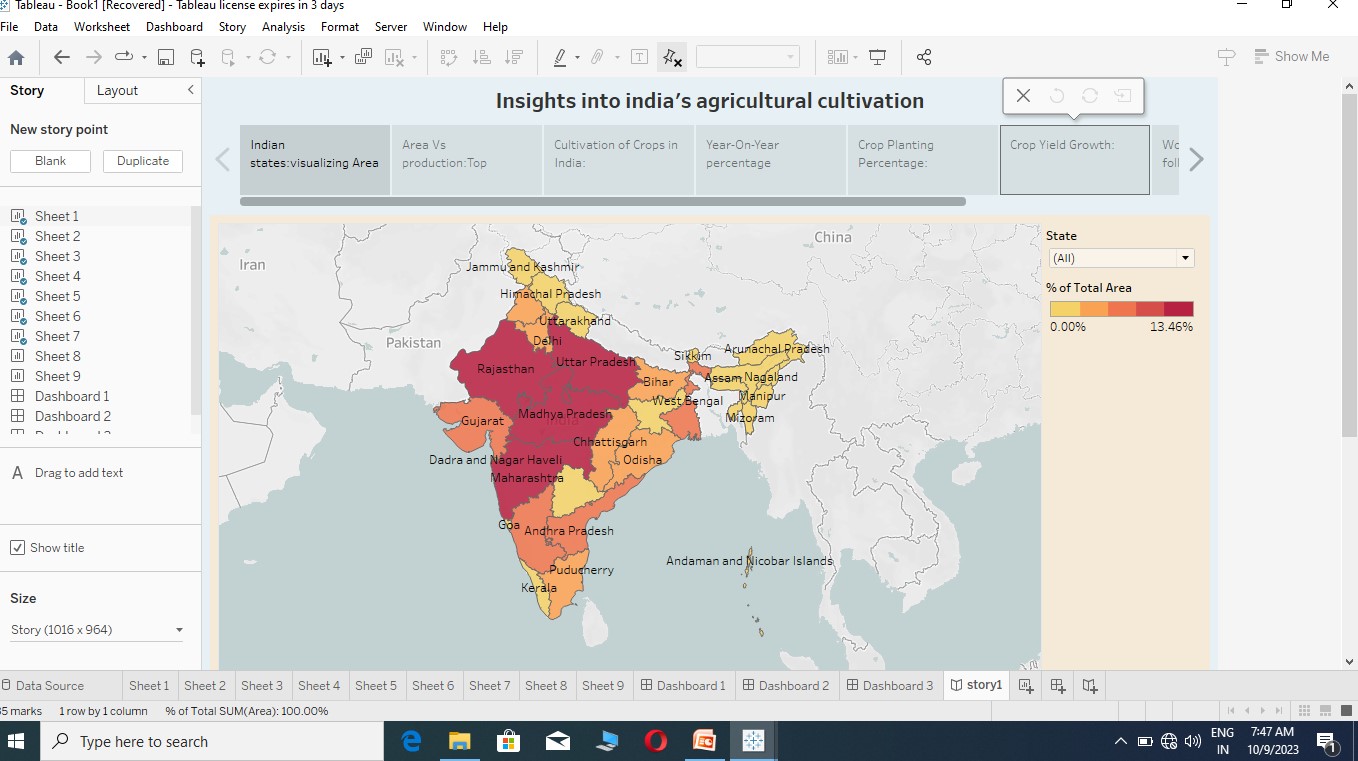 Tableau - Book1 [Recovered] - Tableau license expires in 3 days
File Data Worksheet Dashboard Story Analysis Map Format Server Window Help
Show Me
Story Layout
New story point
Blank Duplicate
Sheet 1
Sheet 2
Sheet 3
Sheet 4
Sheet 5
Sheet 6
Sheet 7
Sheet 8
Sheet 9
Dashboard 1
Dashboard 2
A Drag to add text
Show title
Size
Story (1016 x 964)
Insights into india's agricultural cultivation
Indian
states:visualizing Area
Area Vs
production:Top
Cultivation of Crops in
India:
Year-On-Year
percentage
Crop Planting
Percentage:
Crop Yield Growth:
China
Iran
Jammu and Kashmir
Himachal Pradesh
Uttarakhand
Pakistan
Delhi
Sikkim
Arunachal Pradesh
Rajasthan
Uttar Pradesh
Bihar
Assam
Nagaland
West Bengal
Manipur
Madhya Pradesh
India
Mizoram
Gujarat
Chhattisgarh
Dadra and Nagar Haveli
Odisha
Maharashtra
Goa
Andhra Pradesh
Andaman and Nicobar Islands
Puducherry
Kerala
State
(All)
% of Total Area
0.00% 13.46%
Data Source Sheet 1 Sheet 2 Sheet 3 Sheet 4 Sheet 5 Sheet 6 Sheet 7 Sheet 8 Sheet 9 Dashboard 1 Dashboard 2 Dashboard 3 story1
marks 1 row by 1 column % of Total SUM(Area): 100.00%
Type here to search
ENG
IN
7:47 AM
10/9/2023
1